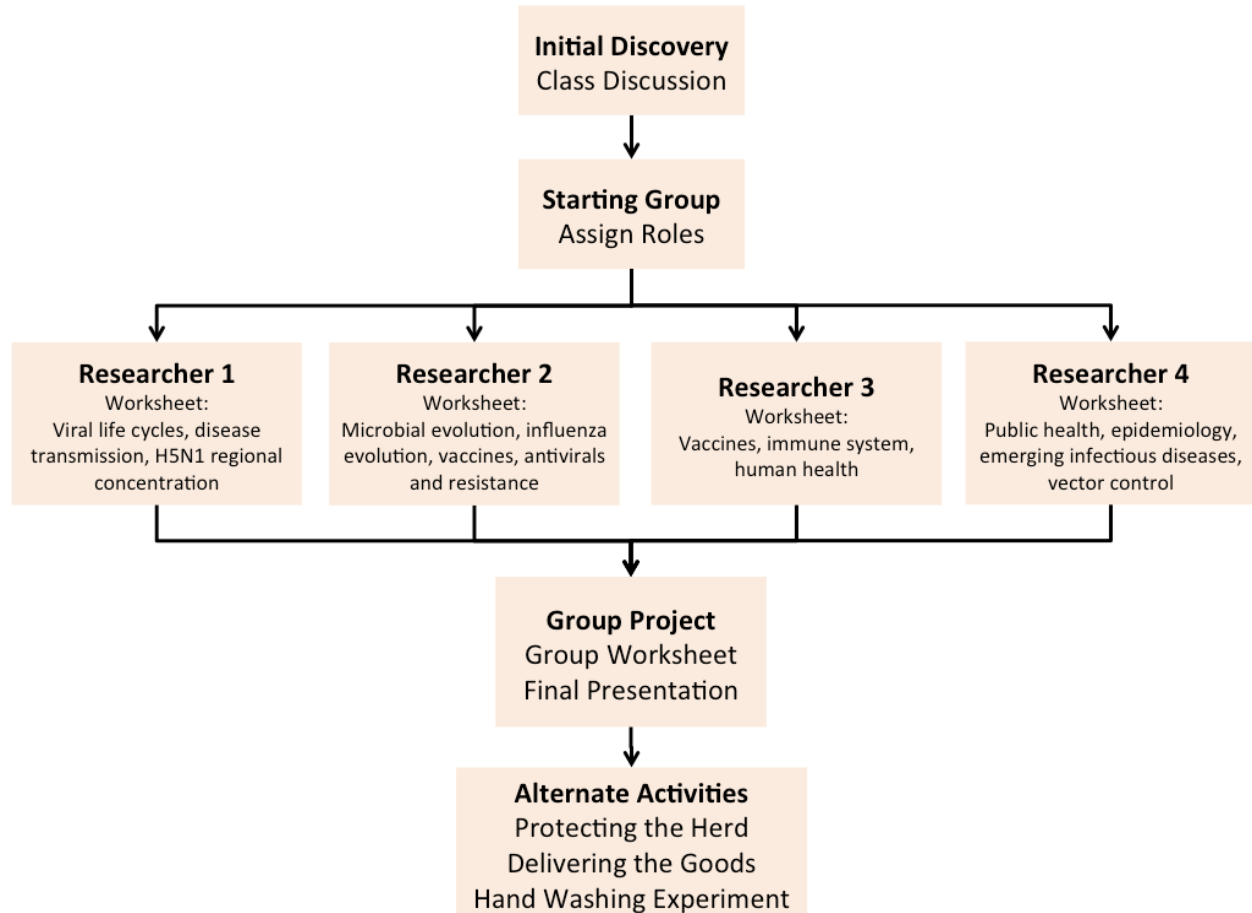 Initial Discovery
Class Discussion
Starting Group
Assign Roles
Researcher 1
Worksheet:
Viral life cycles, disease
transmission, H5N1 regional
concentration
Researcher 2
Worksheet:
Microbial evolution, influenza
evolution, vaccines, antivirals
and resistance
Researcher 3
Worksheet:
Vaccines, immune system,
human health
Researcher 4
Worksheet:
Public health, epidemiology,
emerging infectious diseases,
vector control
Group Project
Group Worksheet
Final Presentation
Alternate Activities
Protecting the Herd
Delivering the Goods
Hand Washing Experiment